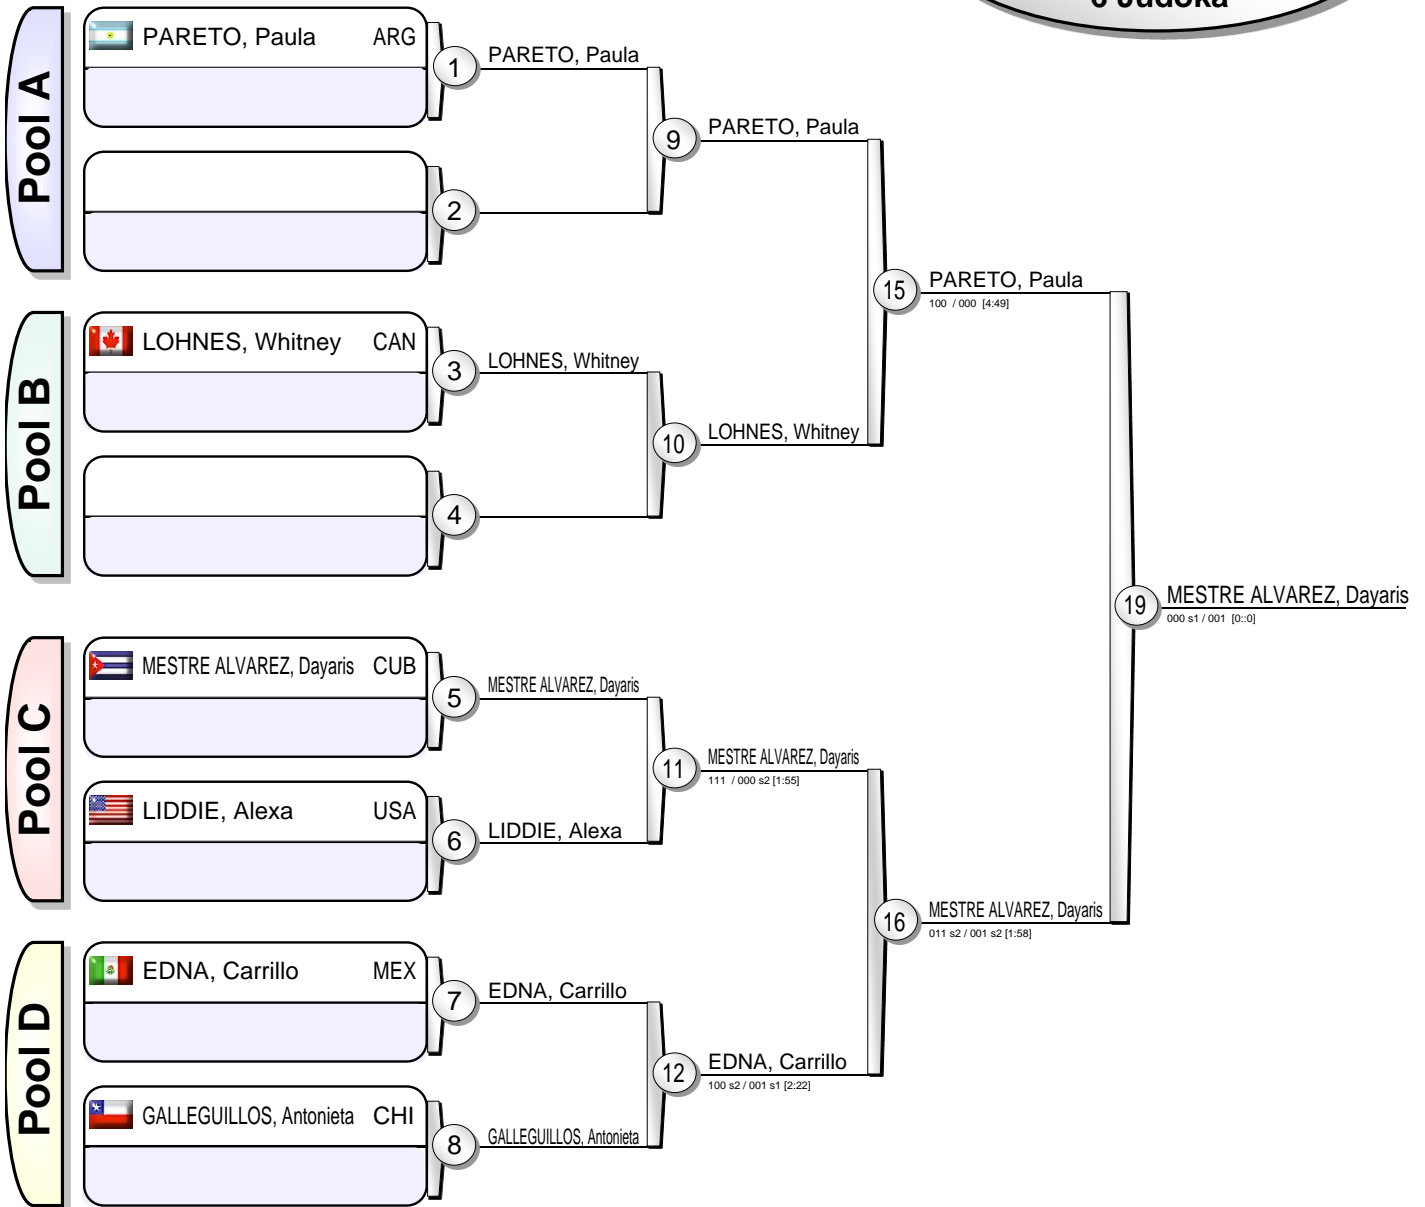 6 Judoka
Pool A
PARETO, Paula ARG
1
PARETO, Paula
2
9
PARETO, Paula
Pool B
LOHNES, Whitney CAN
3
LOHNES, Whitney
4
10
LOHNES, Whitney
15
PARETO, Paula
100 / 000 [4:49]
Pool C
MESTRE ALVAREZ, Dayaris CUB
5
MESTRE ALVAREZ, Dayaris
LIDDIE, Alexa USA
6
LIDDIE, Alexa
11
MESTRE ALVAREZ, Dayaris
111 / 000 s2 [1:55]
Pool D
EDNA, Carrillo MEX
7
EDNA, Carrillo
GALLEGUILLOS, Antonieta CHI
8
GALLEGUILLOS, Antonieta
12
EDNA, Carrillo
100 s2 / 001 s1 [2:22]
16
MESTRE ALVAREZ, Dayaris
011 s2 / 001 s2 [1:58]
19
MESTRE ALVAREZ, Dayaris
000 s1 / 001 [0::0]